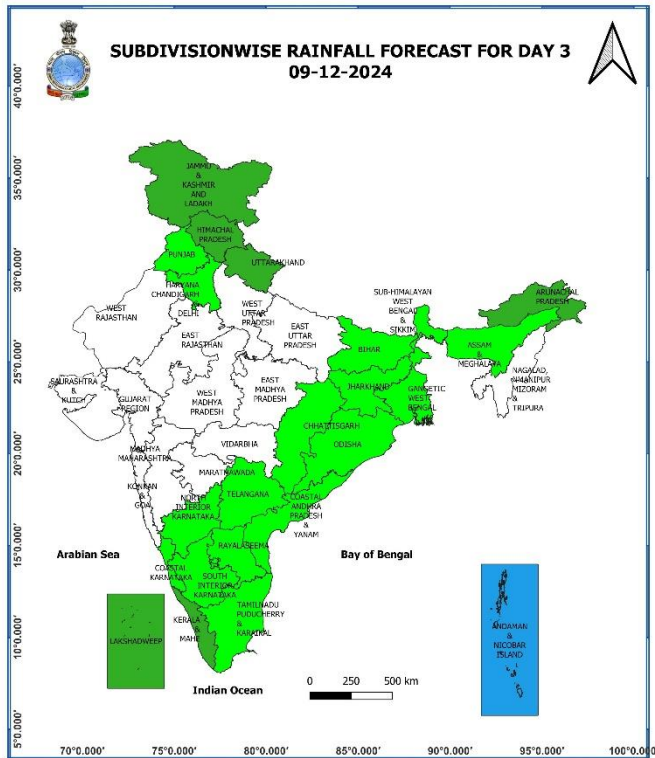 SUBDIVISIONWISE RAINFALL FORECAST FOR DAY 3
09-12-2024
40°0.000'
35°0.000'
30°0.000'
25°0.000'
20°0.000'
15°0.000'
10°0.000'
5°0.000'
JAMMU
&
KASHMIR
AND
LADAKH
HIMACHAL
PRADESH
PUNJAB
UTTARAKHAND
HARYANA
CHANDIGARH
DELHI
WEST
RAJASTHAN
EAST
RAJASTHAN
WEST
UTTAR
PRADESH
EAST
UTTAR
PRADESH
SUB-HIMALAYAN
WEST
BENGAL
&
SIKKIM
ARUNACHAL
PRADESH
ASSAM
&
MEGHALAYA
NAGALAD
MANIPUR
MIZORAM
&
TRIPURA
BIHAR
JHARKHAND
GANGETIC
WEST
BENGAL
SAURASHTRA
&
KUTCH
GUJARAT
REGION
WEST
MADHYA
PRADESH
EAST
MADHYA
PRADESH
CHHATTISGARH
ODISHA
VIDARBHA
MADHYA
MAHARASHTRA
MARATHAWADA
KONKAN
&
GOA
NORTH
INTERIOR
KARNATAKA
TELANGANA
COASTAL
ANDHRA
PRADESH
&
YANAM
RAYALASEEMA
COASTAL
KARNATAKA
SOUTH
INTERIOR
KARNATAKA
TAMILNADU
PUDUCHERRY
&
KARAIKAL
KERALA
&
MAHE
LAKSHADWEEP
ANDAMAN
&
NICOBAR
ISLAND
Arabian Sea
Bay of Bengal
Indian Ocean
0 250 500 km
70°0.000' 75°0.000' 80°0.000' 85°0.000' 90°0.000' 95°0.000' 100°0.000'